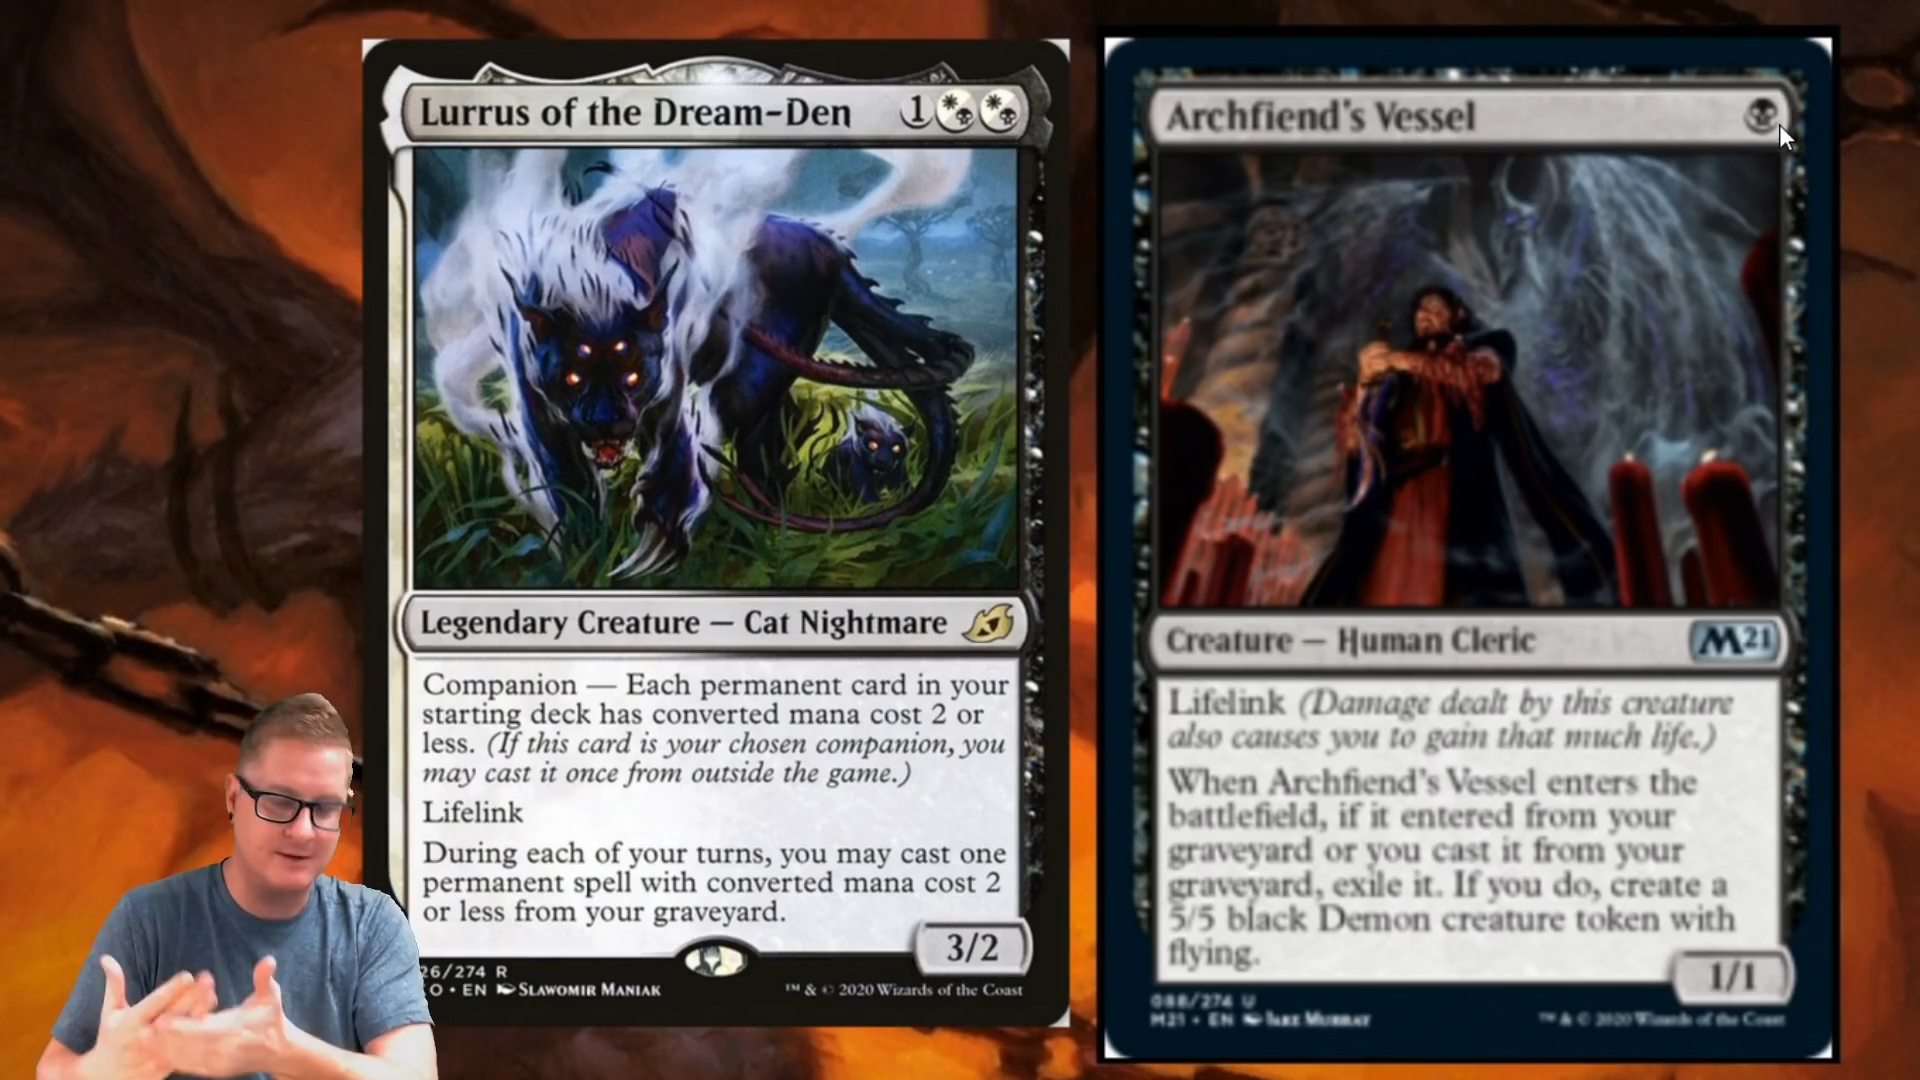 Lurrus of the Dream-Den 1
Legendary Creature — Cat Nightmare
Companion — Each permanent card in your
starting deck has converted mana cost 2 or
less. (If this card is your chosen companion, you
may cast it once from outside the game.)
Lifelink
During each of your turns, you may cast one
permanent spell with converted mana cost 2
or less from your graveyard.
3/2
26/274 R
O • EN SLAWOMIR MANIAK
™ & © 2020 Wizards of the Coast
Archfiend's Vessel
Creature — Human Cleric M21
Lifelink (Damage dealt by this creature
also causes you to gain that much life.)
When Archfiend's Vessel enters the
battlefield, if it entered from your
graveyard or you cast it from your
graveyard, exile it. If you do, create a
5/5 black Demon creature token with
flying.
1/1
088/274 U
M21 • EN JAKE MURRAY
™ & © 2020 Wizards of the Coast